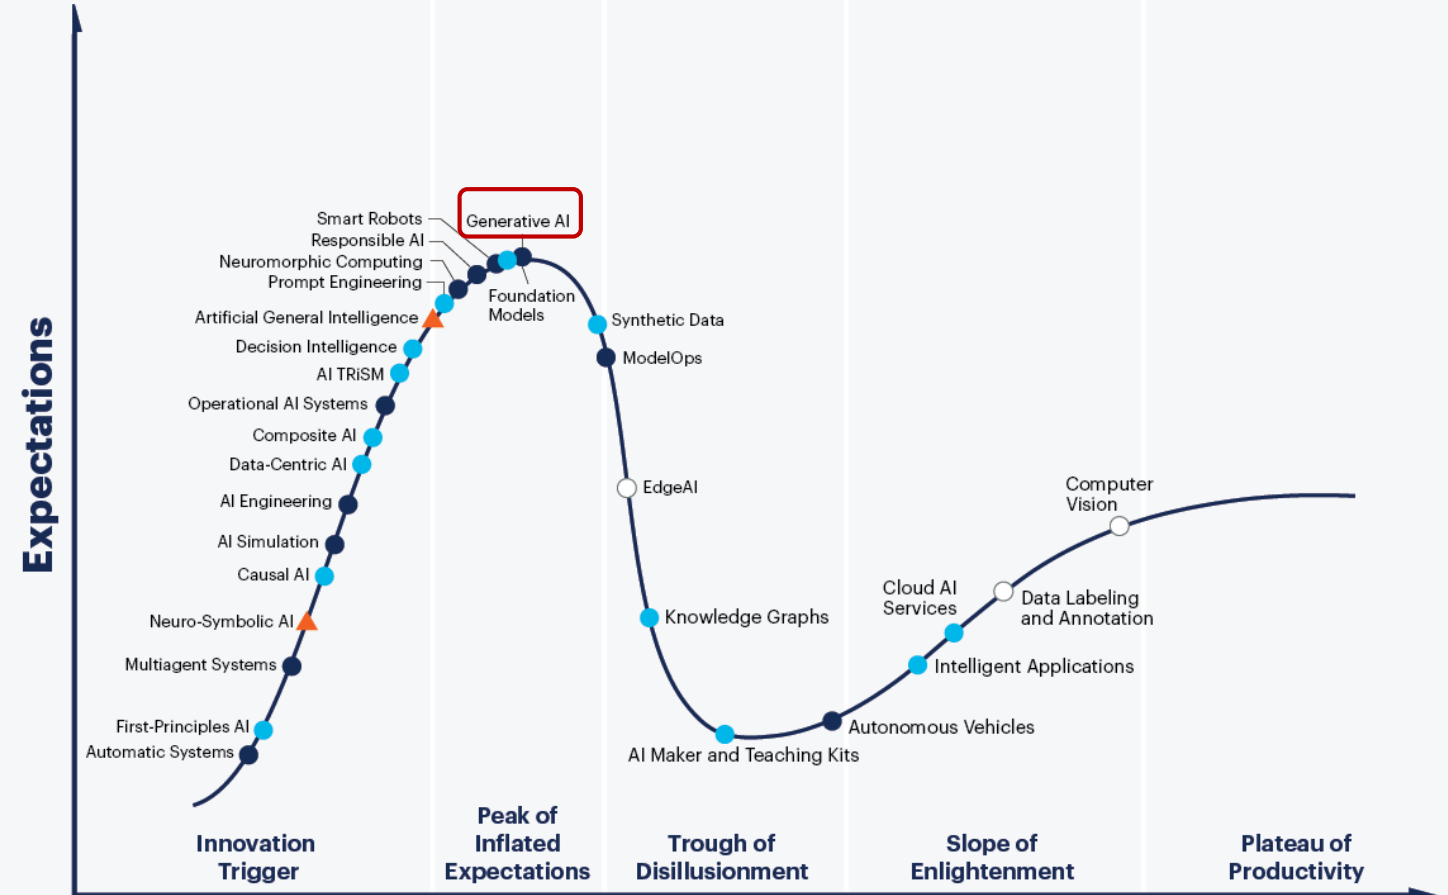 Expectations
Smart Robots
Generative AI
Responsible AI
Neuromorphic Computing
Prompt Engineering
Foundation
Models
Artificial General Intelligence
Synthetic Data
Decision Intelligence
ModelOps
AI TRiSM
Operational AI Systems
Composite AI
Data-Centric AI
EdgeAI
Computer
Vision
AI Engineering
AI Simulation
Causal AI
Cloud AI
Services
Data Labeling
and Annotation
Neuro-Symbolic AI
Knowledge Graphs
Multiagent Systems
Intelligent Applications
First-Principles AI
Autonomous Vehicles
Automatic Systems
AI Maker and Teaching Kits
Innovation
Trigger
Peak of
Inflated
Expectations
Trough of
Disillusionment
Slope of
Enlightenment
Plateau of
Productivity